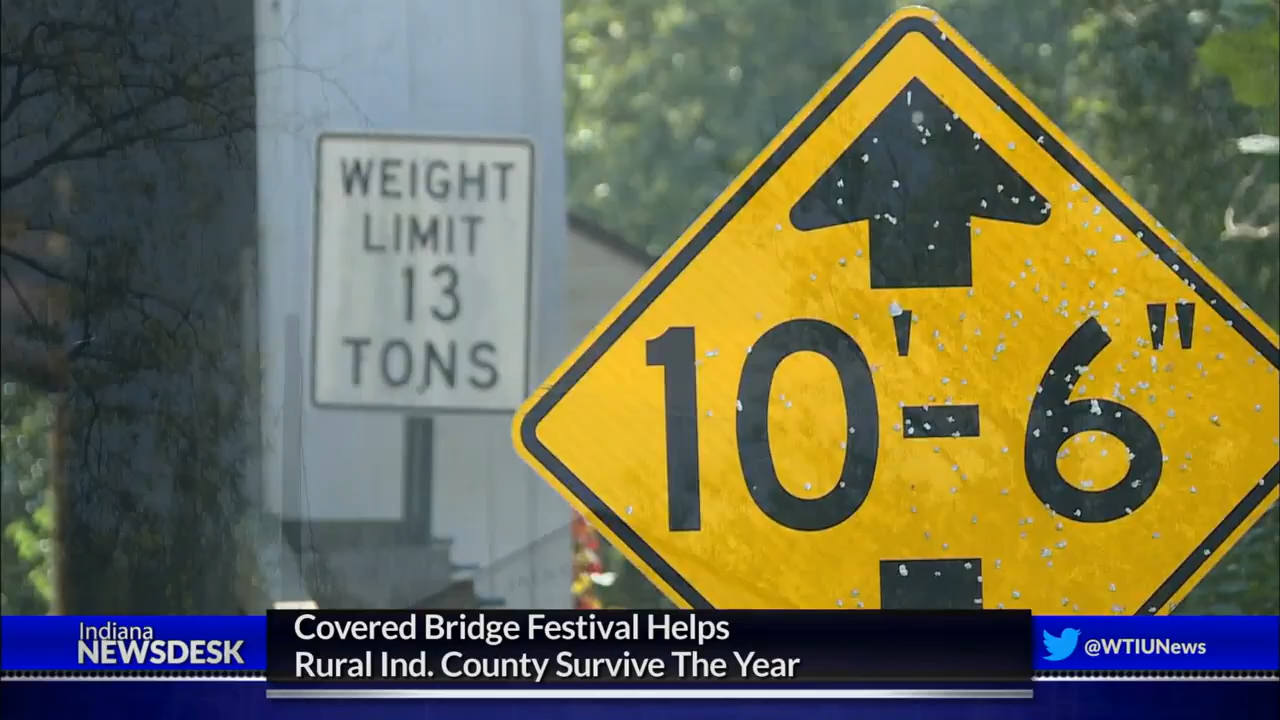 WEIGHT
LIMIT
13
TONS
10'-6"
Indiana
NEWSDESK
Covered Bridge Festival Helps
Rural Ind. County Survive The Year
@WTIUNews